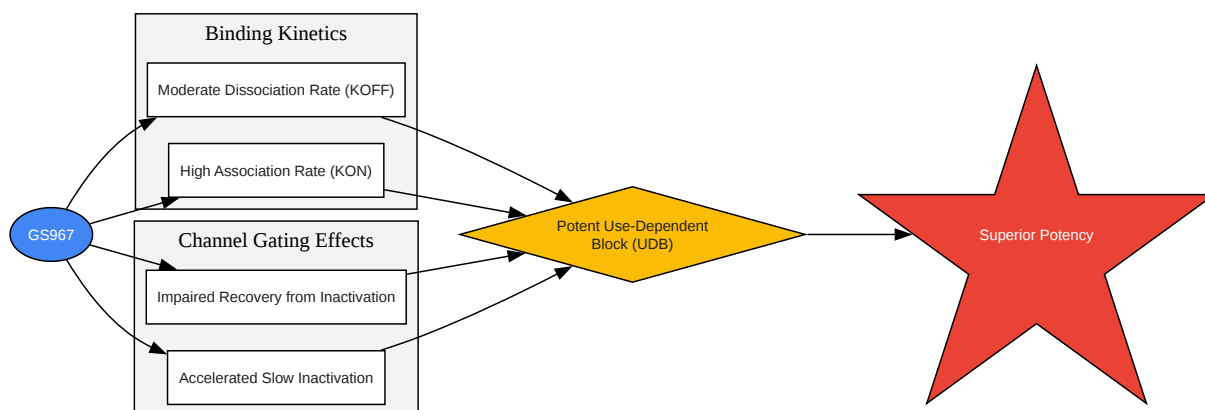 Binding Kinetics
Moderate Dissociation Rate (KOFF)
High Association Rate (KON)
GS967
Channel Gating Effects
Impaired Recovery from Inactivation
Accelerated Slow Inactivation
Potent Use-Dependent
Block (UDB)
Superior Potency